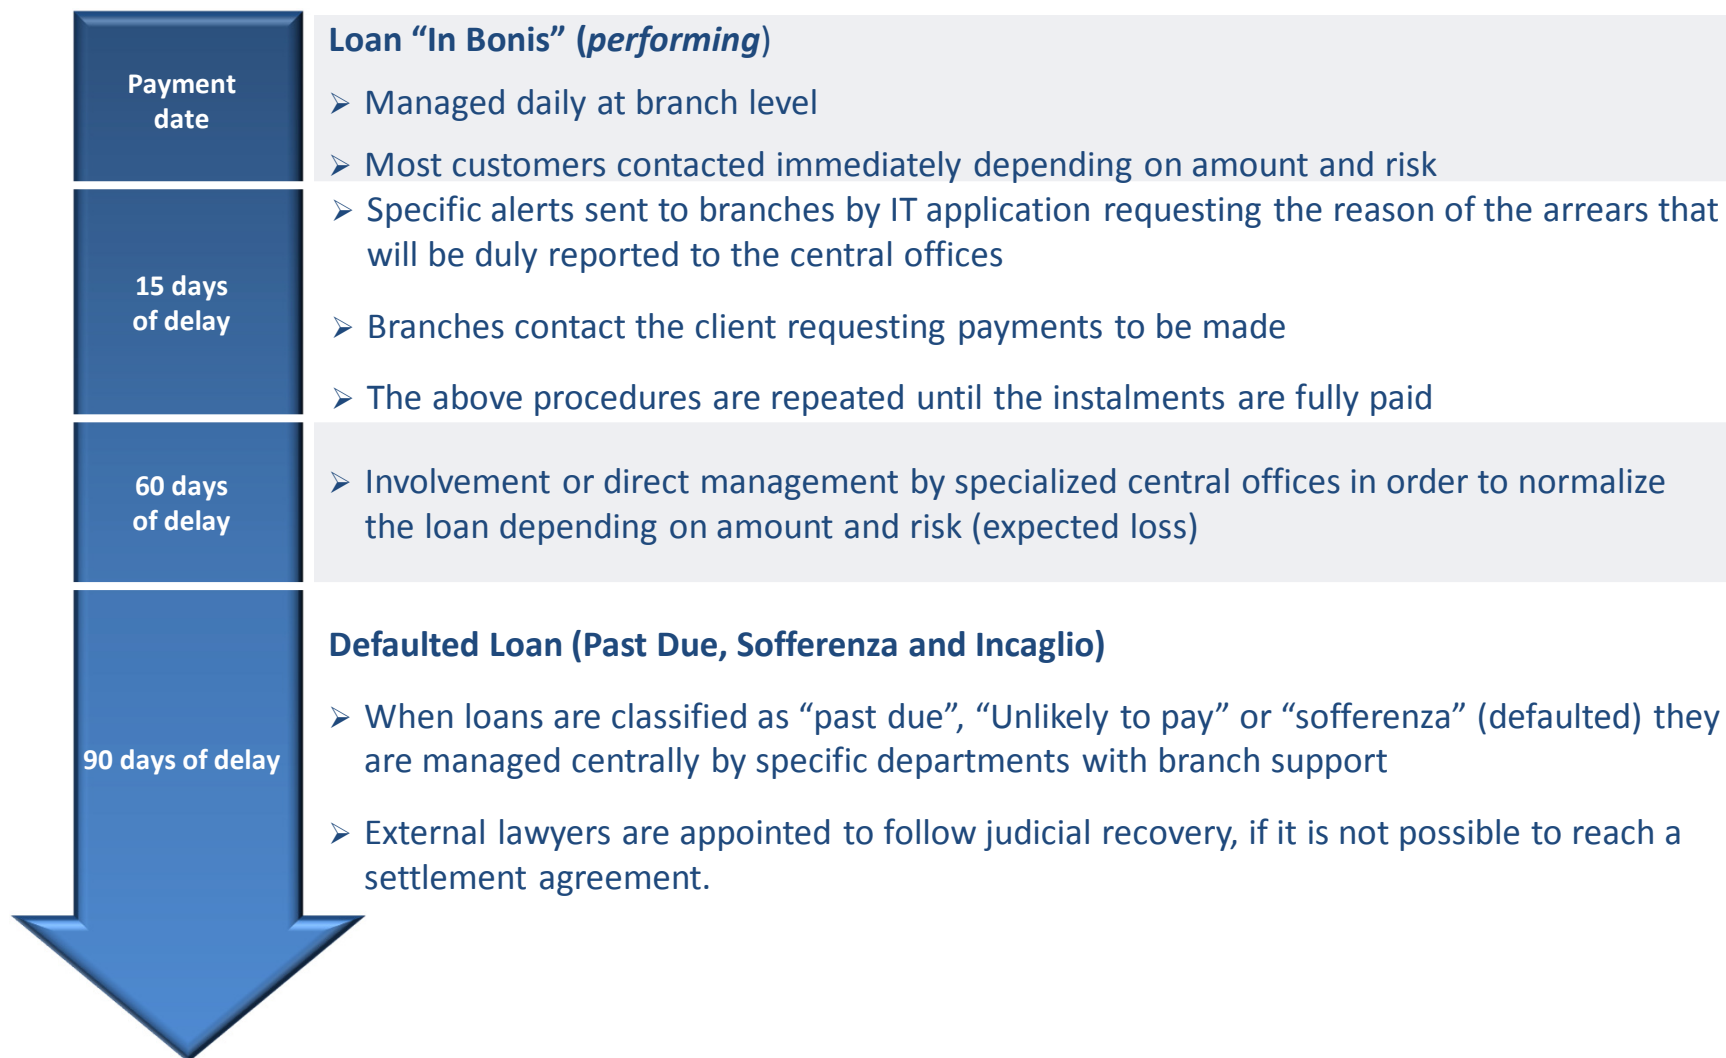 Payment
date
Loan “In Bonis” (performing)
➢ Managed daily at branch level
➢ Most customers contacted immediately depending on amount and risk
15 days
of delay
➢ Specific alerts sent to branches by IT application requesting the reason of the arrears that
will be duly reported to the central offices
➢ Branches contact the client requesting payments to be made
➢ The above procedures are repeated until the instalments are fully paid
60 days
of delay
➢ Involvement or direct management by specialized central offices in order to normalize
the loan depending on amount and risk (expected loss)
90 days of delay
Defaulted Loan (Past Due, Sofferenza and Incaglio)
➢ When loans are classified as “past due”, “Unlikely to pay” or “sofferenza” (defaulted) they
are managed centrally by specific departments with branch support
➢ External lawyers are appointed to follow judicial recovery, if it is not possible to reach a
settlement agreement.